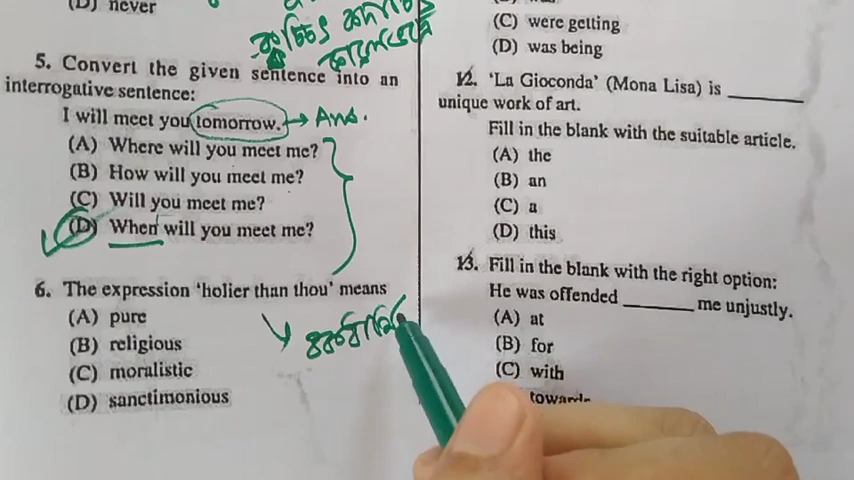 (D) never
5. Convert the given sentence into an
interrogative sentence:
I will meet you tomorrow. → Ans.
(A) Where will you meet me?
(B) How will you meet me?
(C) Will you meet me?
(D) When will you meet me?
6. The expression 'holier than thou' means
(A) pure
(B) religious
(C) moralistic
(D) sanctimonious
(C) were getting
(D) was being
12. 'La Gioconda' (Mona Lisa) is ________
unique work of art.
Fill in the blank with the suitable article.
(A) the
(B) an
(C) a
(D) this
13. Fill in the blank with the right option:
He was offended ________ me unjustly.
(A) at
(B) for
(C) with
towards